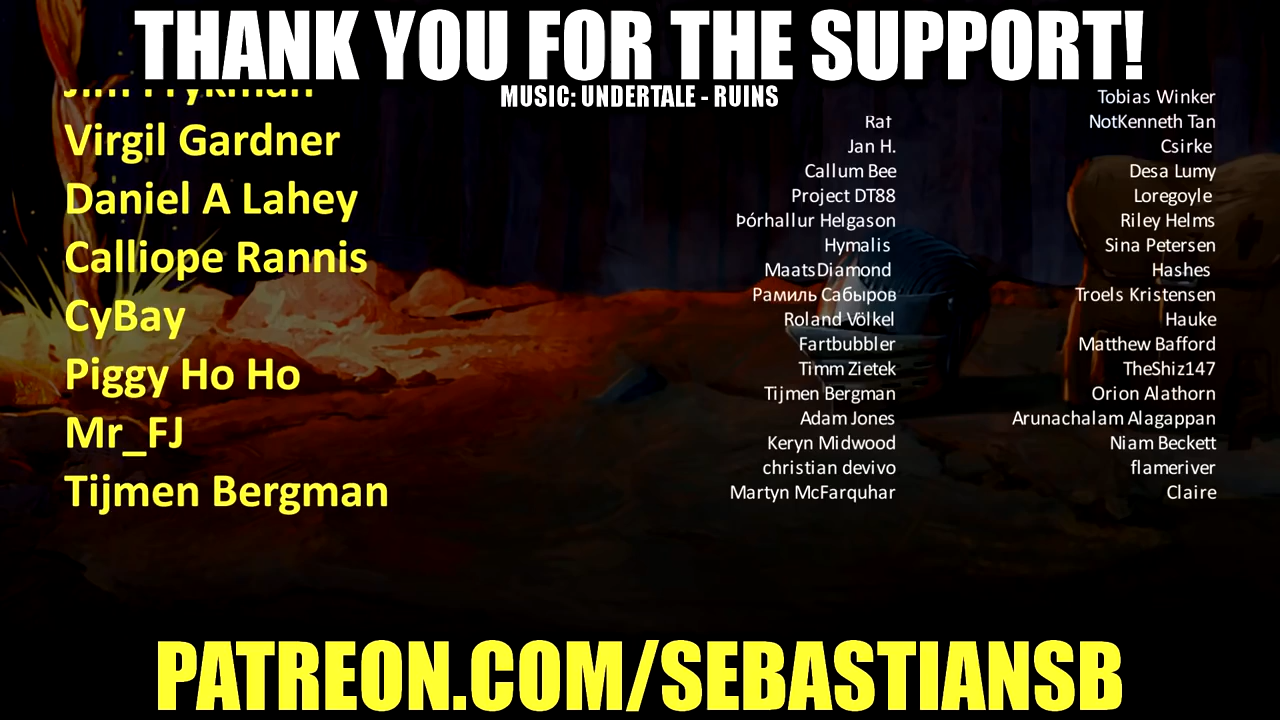 THANK YOU FOR THE SUPPORT!
MUSIC: UNDERTALE - RUINS
Virgil Gardner
Daniel A Lahey
Calliope Rannis
CyBay
Piggy Ho Ho
Mr_FJ
Tijmen Bergman
Rat
Jan H.
Callum Bee
Project DT88
Þórhallur Helgason
Hymalis
MaatsDiamond
Рамиль Сабыров
Roland Völkel
Fartbubbler
Timm Zietek
Tijmen Bergman
Adam Jones
Keryn Midwood
christian devivo
Martyn McFarquhar
Tobias Winker
NotKenneth Tan
Csirke
Desa Lumy
Loregoyle
Riley Helms
Sina Petersen
Hashes
Troels Kristensen
Hauke
Matthew Bafford
TheShiz147
Orion Alathorn
Arunachalam Alagappan
Niam Beckett
flameriver
Claire
PATREON.COM/SEBASTIANSB